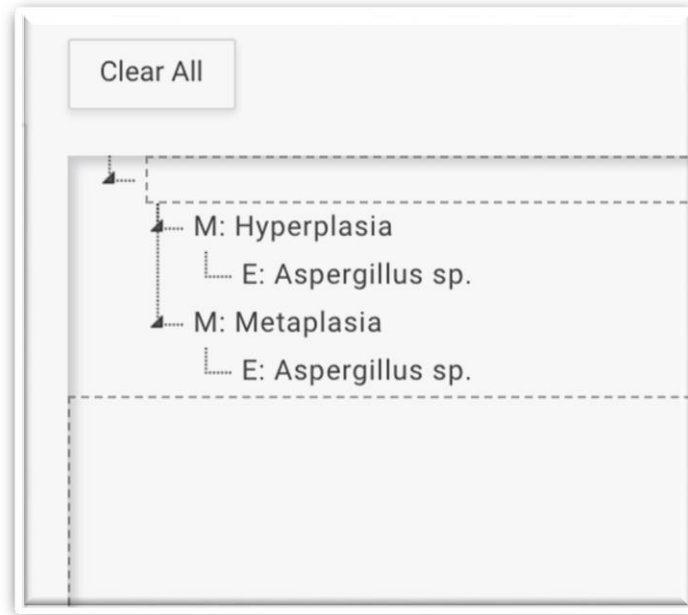 Clear All
M: Hyperplasia
E: Aspergillus sp.
M: Metaplasia
E: Aspergillus sp.